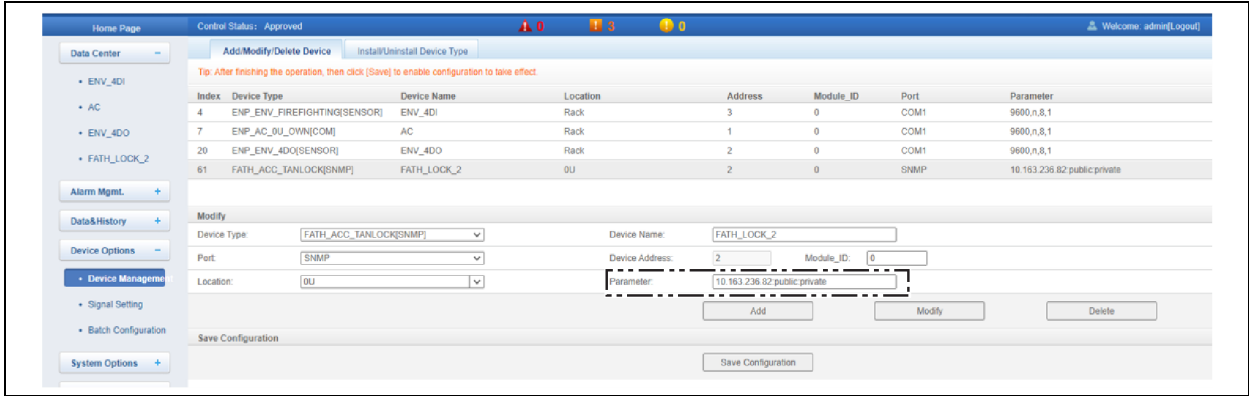 Home Page
Control Status: Approved 0 3 0 Welcome: admin[Logout]
Data Center −
• ENV_4DI
• AC
• ENV_4DO
• FATH_LOCK_2
Alarm Mgmt. +
Data&History +
Device Options −
• Device Managemen
• Signal Setting
• Batch Configuration
System Options +
Add/Modify/Delete Device Install/Uninstall Device Type
Tip: After finishing the operation, then click [Save] to enable configuration to take effect.
Index Device Type Device Name Location Address Module_ID Port Parameter
4 ENP_ENV_FIREFIGHTING[SENSOR] ENV_4DI Rack 3 0 COM1 9600,n,8,1
7 ENP_AC_0U_OWN[COM] AC Rack 1 0 COM1 9600,n,8,1
20 ENP_ENV_4DO[SENSOR] ENV_4DO Rack 2 0 COM1 9600,n,8,1
61 FATH_ACC_TANLOCK[SNMP] FATH_LOCK_2 0U 2 0 SNMP 10.163.236.82:public:private
Modify
Device Type: FATH_ACC_TANLOCK[SNMP] Device Name: FATH_LOCK_2
Port: SNMP Device Address: 2 Module_ID: 0
Location: 0U Parameter: 10.163.236.82:public:private
Add Modify Delete
Save Configuration
Save Configuration